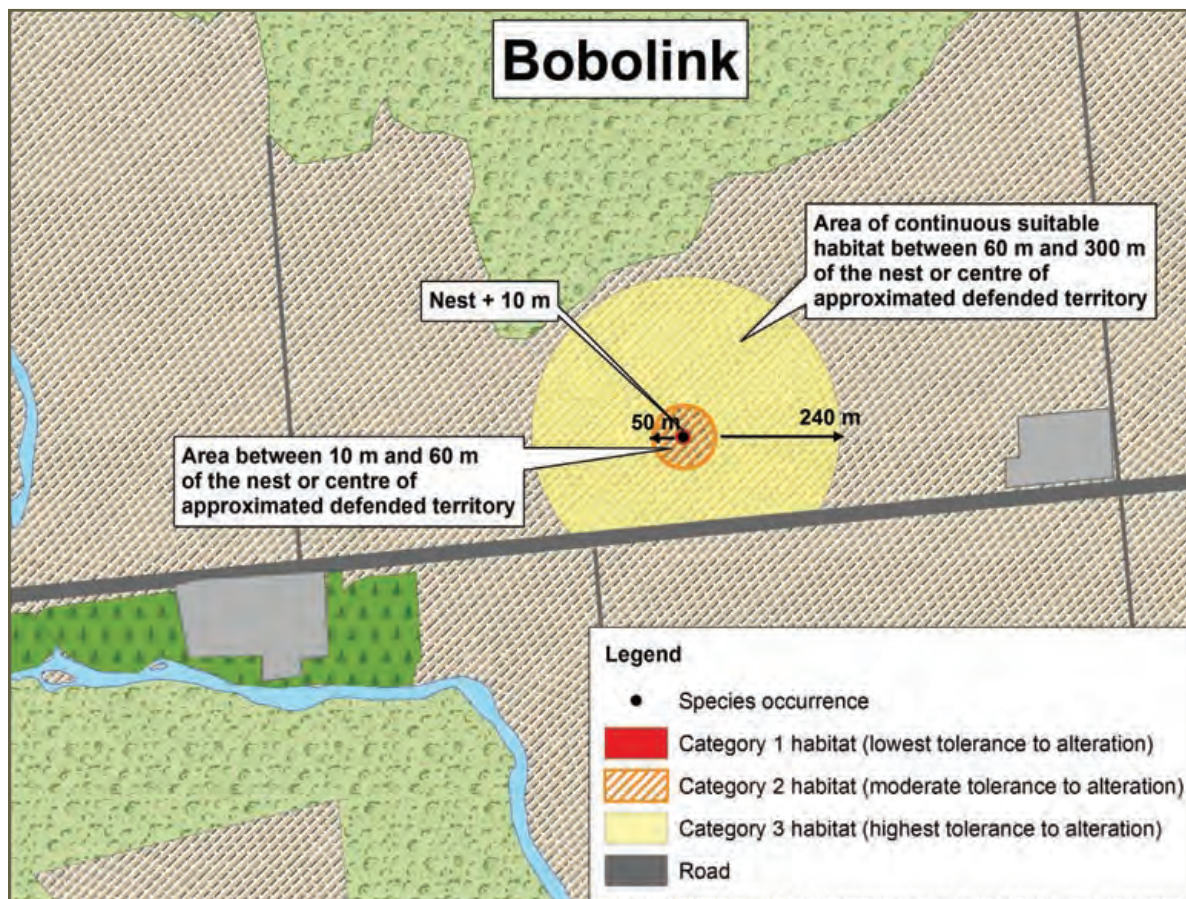 Bobolink
Area of continuous suitable
habitat between 60 m and 300 m
of the nest or centre of
approximated defended territory
Nest + 10 m
50 m
240 m
Area between 10 m and 60 m
of the nest or centre of
approximated defended territory
Legend
Species occurrence
Category 1 habitat (lowest tolerance to alteration)
Category 2 habitat (moderate tolerance to alteration)
Category 3 habitat (highest tolerance to alteration)
Road